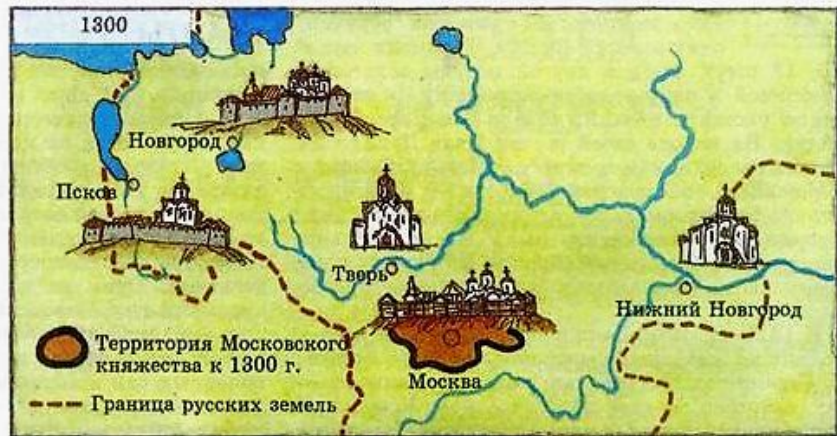 1300
Новгород
Псков
Тверь
Нижний Новгород
Москва
Территория Московского
княжества к 1300 г.
Граница русских земель